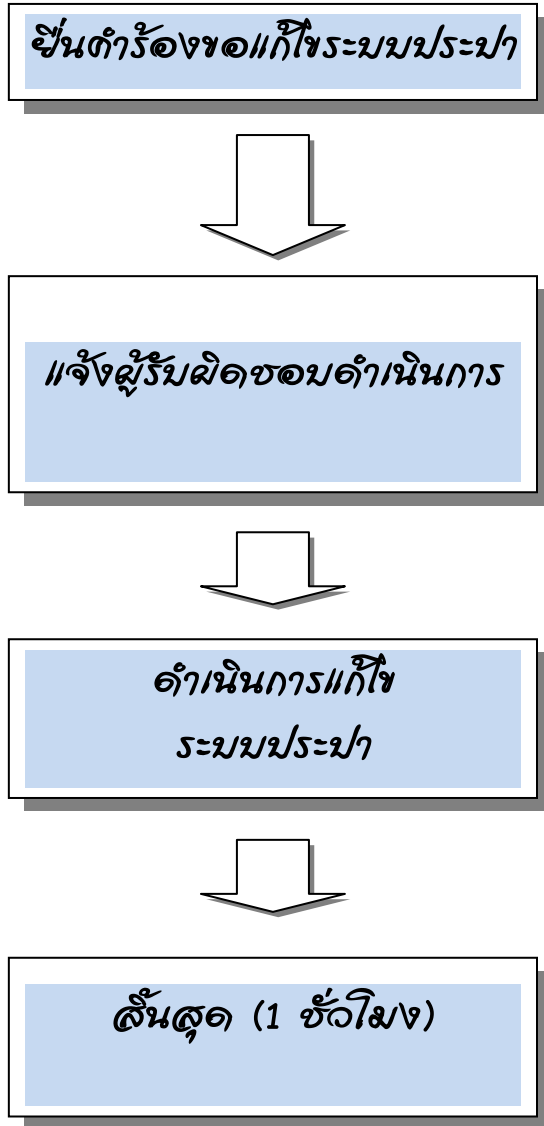 ยื่นคำร้องขอแก้ไขระบบประปา
แจ้งผู้รับผิดชอบดำเนินการ
ดำเนินการแก้ไข
ระบบประปา
สิ้นสุด (1 ชั่วโมง)